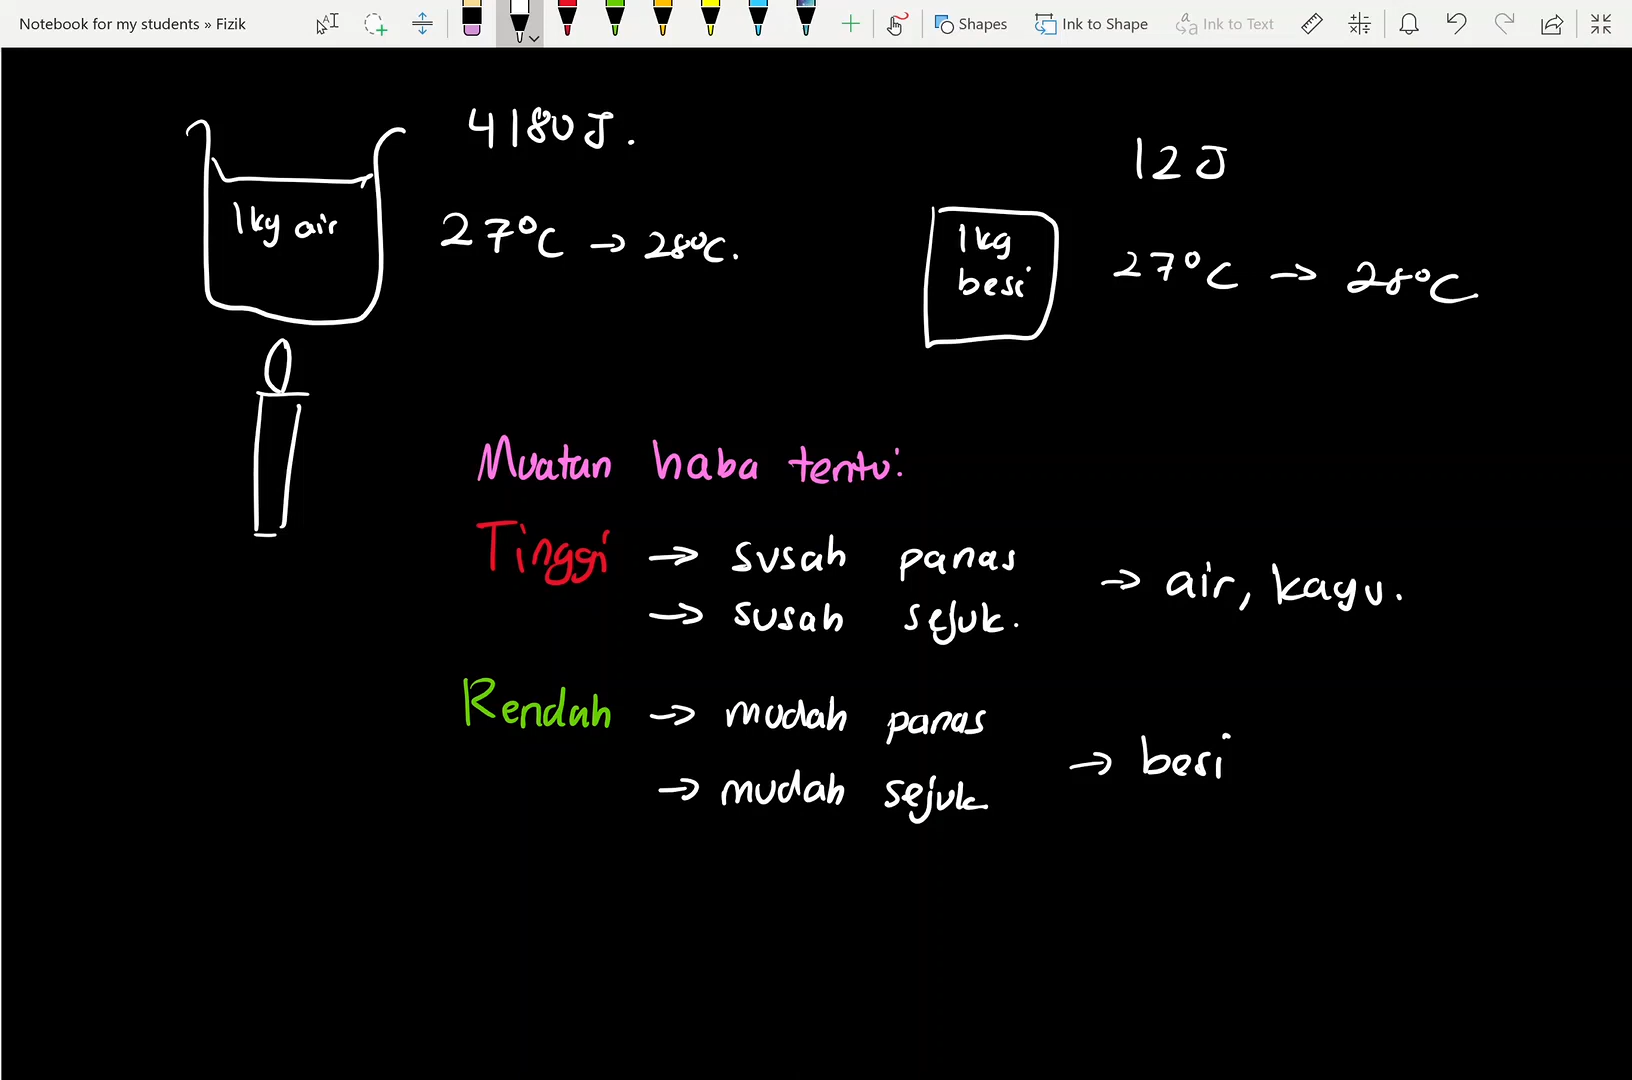 Notebook for my students » Fizik
Shapes
Ink to Shape
Ink to Text
4180 J.
1kg air
27°C → 28°C.
12 J
1kg
besi
27°C → 28°C
Muatan haba tentu:
Tinggi → susah panas
→ susah sejuk.
→ air, kayu.
Rendah → mudah panas
→ mudah sejuk
→ besi